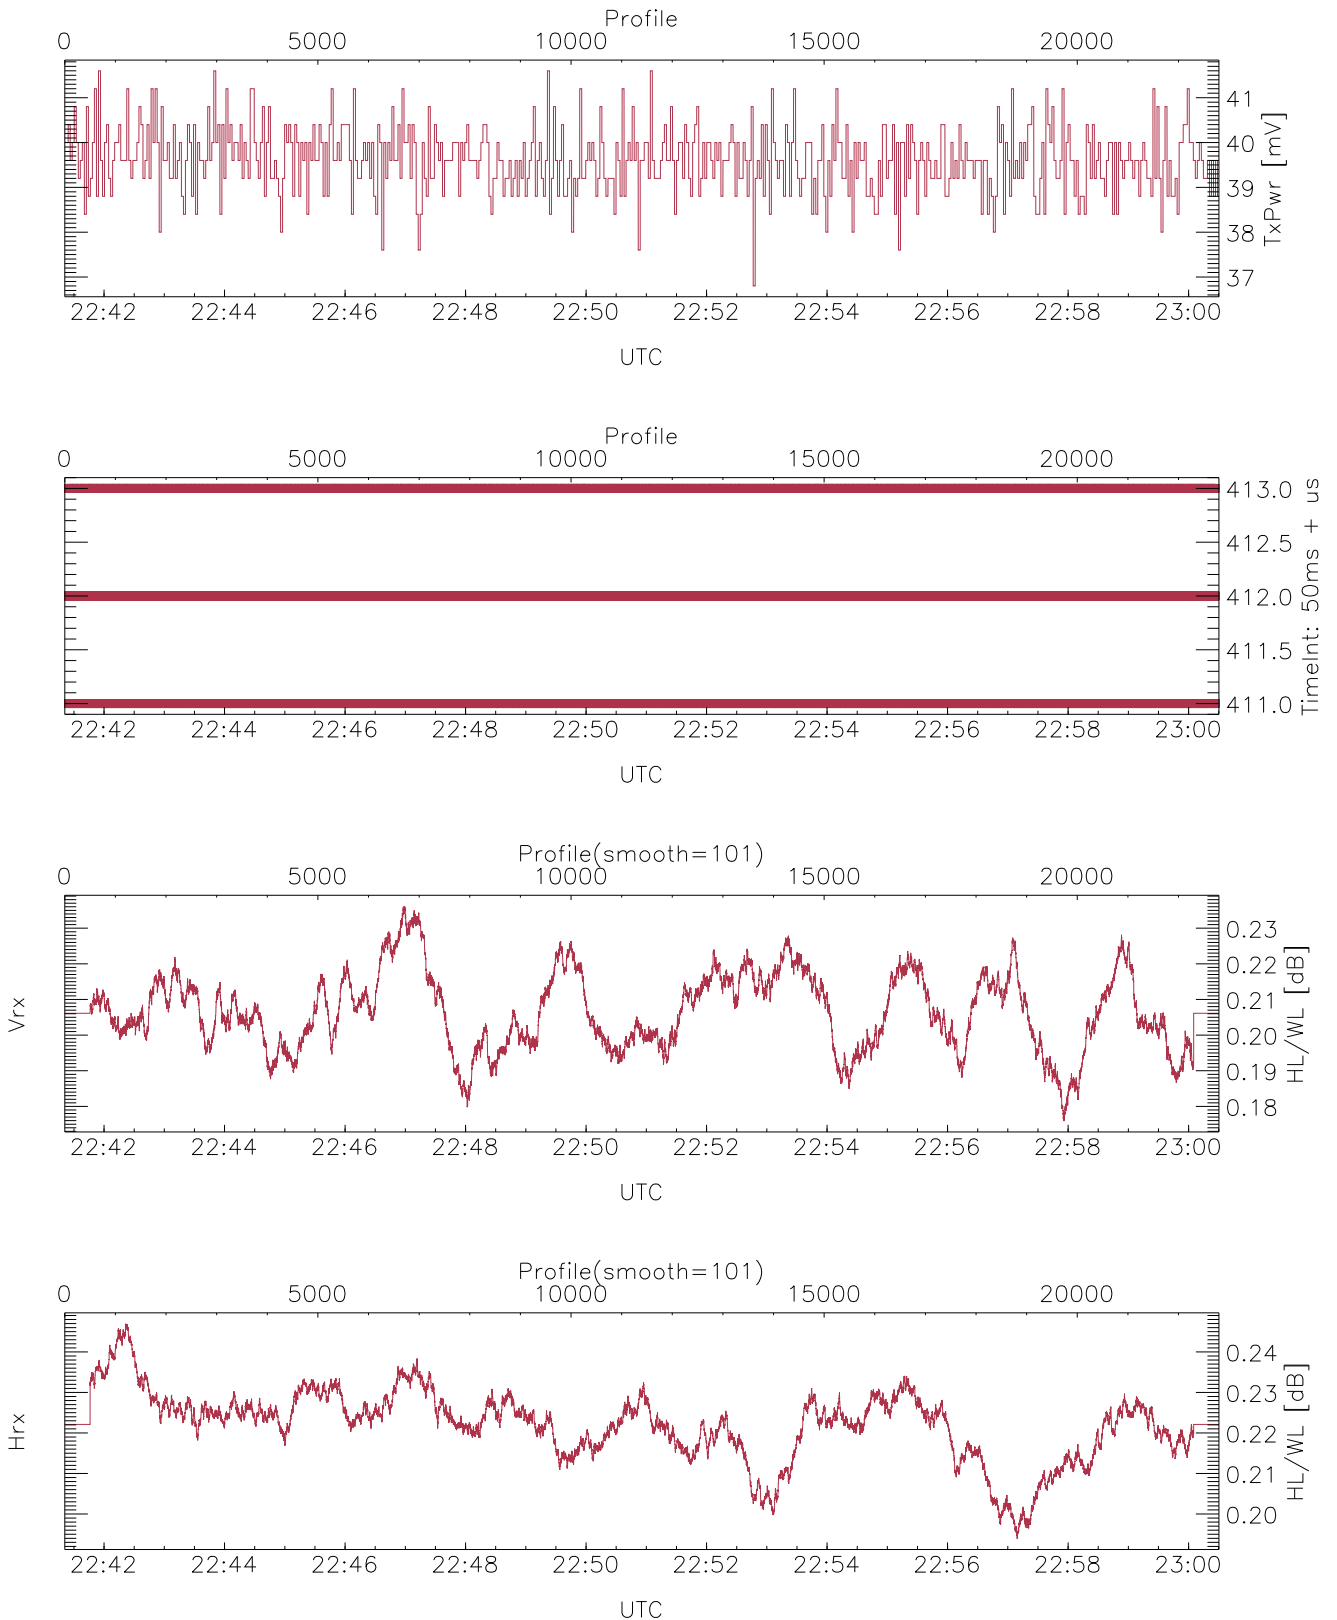 Profile
0 5000 10000 15000 20000
41
40
39
38
37
TxPwr [mV]
22:42 22:44 22:46 22:48 22:50 22:52 22:54 22:56 22:58 23:00
UTC
Profile
0 5000 10000 15000 20000
413.0
412.5
412.0
411.5
411.0
TimeInt: 50ms + us
22:42 22:44 22:46 22:48 22:50 22:52 22:54 22:56 22:58 23:00
UTC
Profile(smooth=101)
0 5000 10000 15000 20000
Vrx
0.23
0.22
0.21
0.20
0.19
0.18
HL/WL [dB]
22:42 22:44 22:46 22:48 22:50 22:52 22:54 22:56 22:58 23:00
UTC
Profile(smooth=101)
0 5000 10000 15000 20000
Hrx
0.24
0.23
0.22
0.21
0.20
HL/WL [dB]
22:42 22:44 22:46 22:48 22:50 22:52 22:54 22:56 22:58 23:00
UTC